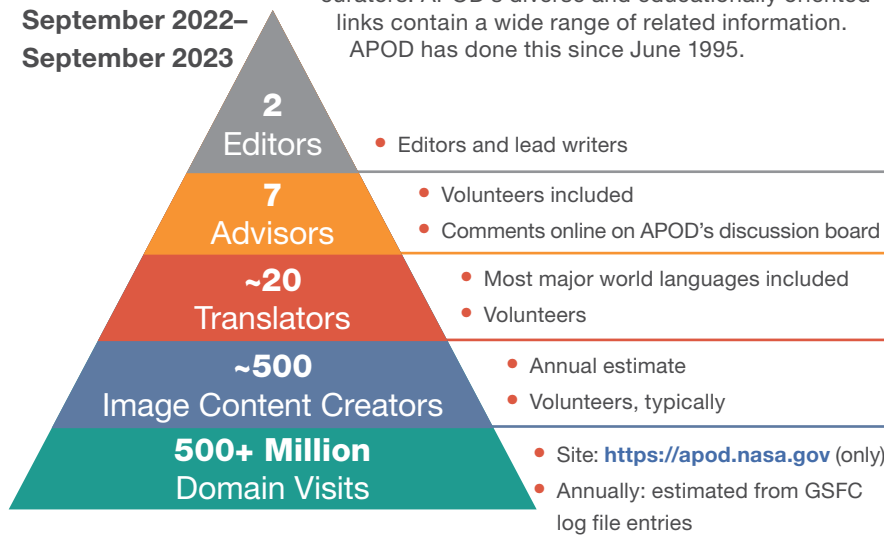 September 2022–
September 2023
links contain a wide range of related information.
APOD has done this since June 1995.
2
Editors
• Editors and lead writers
7
Advisors
• Volunteers included
• Comments online on APOD's discussion board
~20
Translators
• Most major world languages included
• Volunteers
~500
Image Content Creators
• Annual estimate
• Volunteers, typically
500+ Million
Domain Visits
• Site: https://apod.nasa.gov (only)
• Annually: estimated from GSFC
log file entries